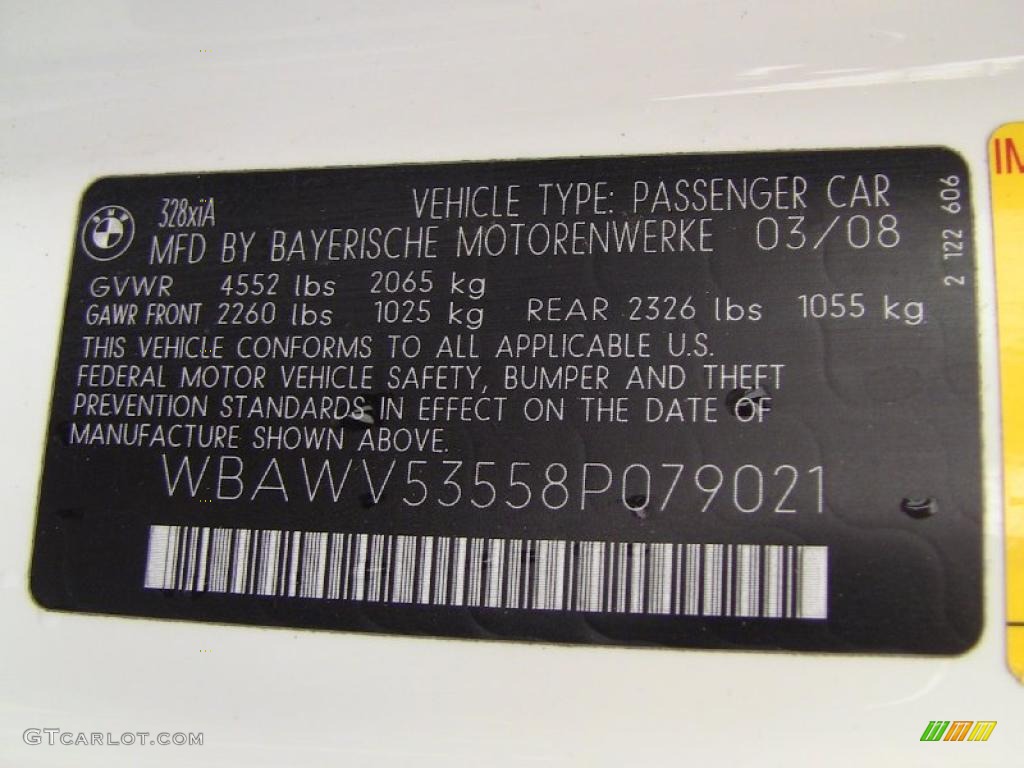 328xiA
VEHICLE TYPE: PASSENGER CAR
MFD BY BAYERISCHE MOTORENWERKE 03/08
GVWR 4552 lbs 2065 kg
GAWR FRONT 2260 lbs 1025 kg REAR 2326 lbs 1055 kg
THIS VEHICLE CONFORMS TO ALL APPLICABLE U.S.
FEDERAL MOTOR VEHICLE SAFETY, BUMPER AND THEFT
PREVENTION STANDARDS IN EFFECT ON THE DATE OF
MANUFACTURE SHOWN ABOVE.
WBAWV53558P079021
2 122 606
GTCARLOT.COM